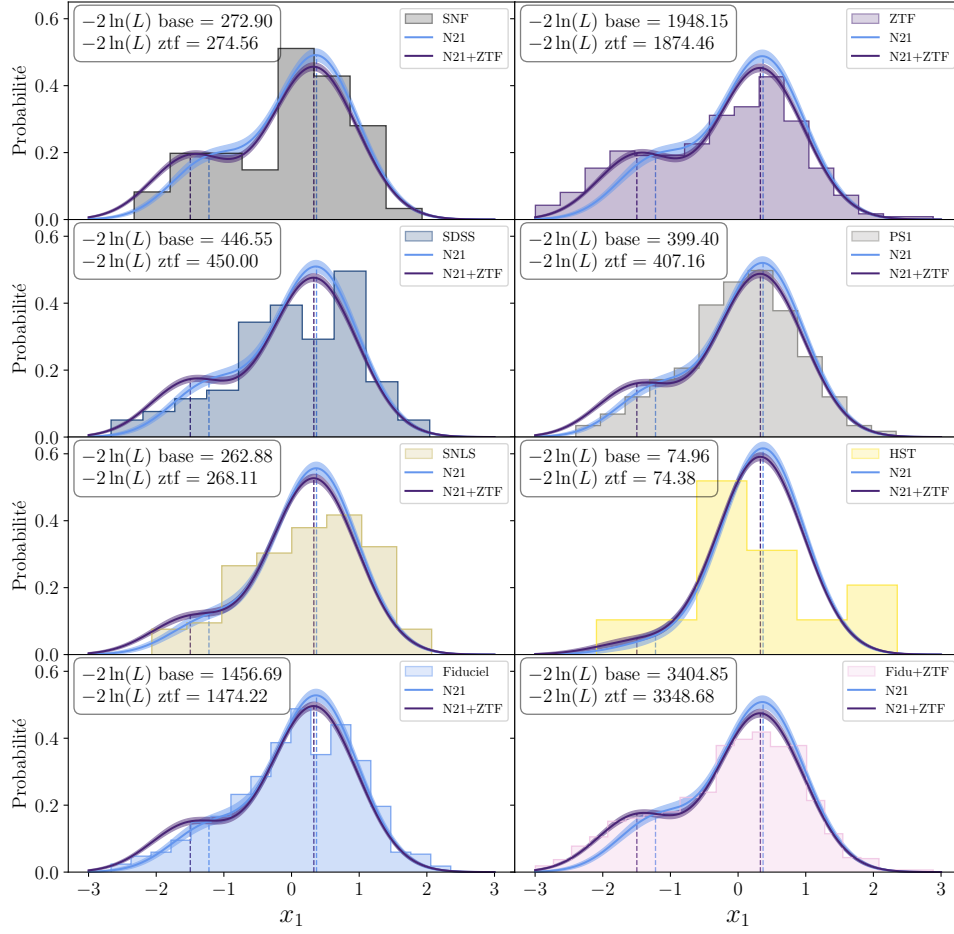 −2 ln(L) base = 272.90
−2 ln(L) ztf = 274.56
SNF
N21
N21+ZTF
Probabilité
0.6
0.4
0.2
0.0
−2 ln(L) base = 1948.15
−2 ln(L) ztf = 1874.46
ZTF
N21
N21+ZTF
−2 ln(L) base = 446.55
−2 ln(L) ztf = 450.00
SDSS
N21
N21+ZTF
Probabilité
0.6
0.4
0.2
0.0
−2 ln(L) base = 399.40
−2 ln(L) ztf = 407.16
PS1
N21
N21+ZTF
−2 ln(L) base = 262.88
−2 ln(L) ztf = 268.11
SNLS
N21
N21+ZTF
Probabilité
0.6
0.4
0.2
0.0
−2 ln(L) base = 74.96
−2 ln(L) ztf = 74.38
HST
N21
N21+ZTF
−2 ln(L) base = 1456.69
−2 ln(L) ztf = 1474.22
Fiduciel
N21
N21+ZTF
Probabilité
0.6
0.4
0.2
0.0
−3 −2 −1 0 1 2 3
x₁
−2 ln(L) base = 3404.85
−2 ln(L) ztf = 3348.68
Fidu+ZTF
N21
N21+ZTF
−3 −2 −1 0 1 2 3
x₁